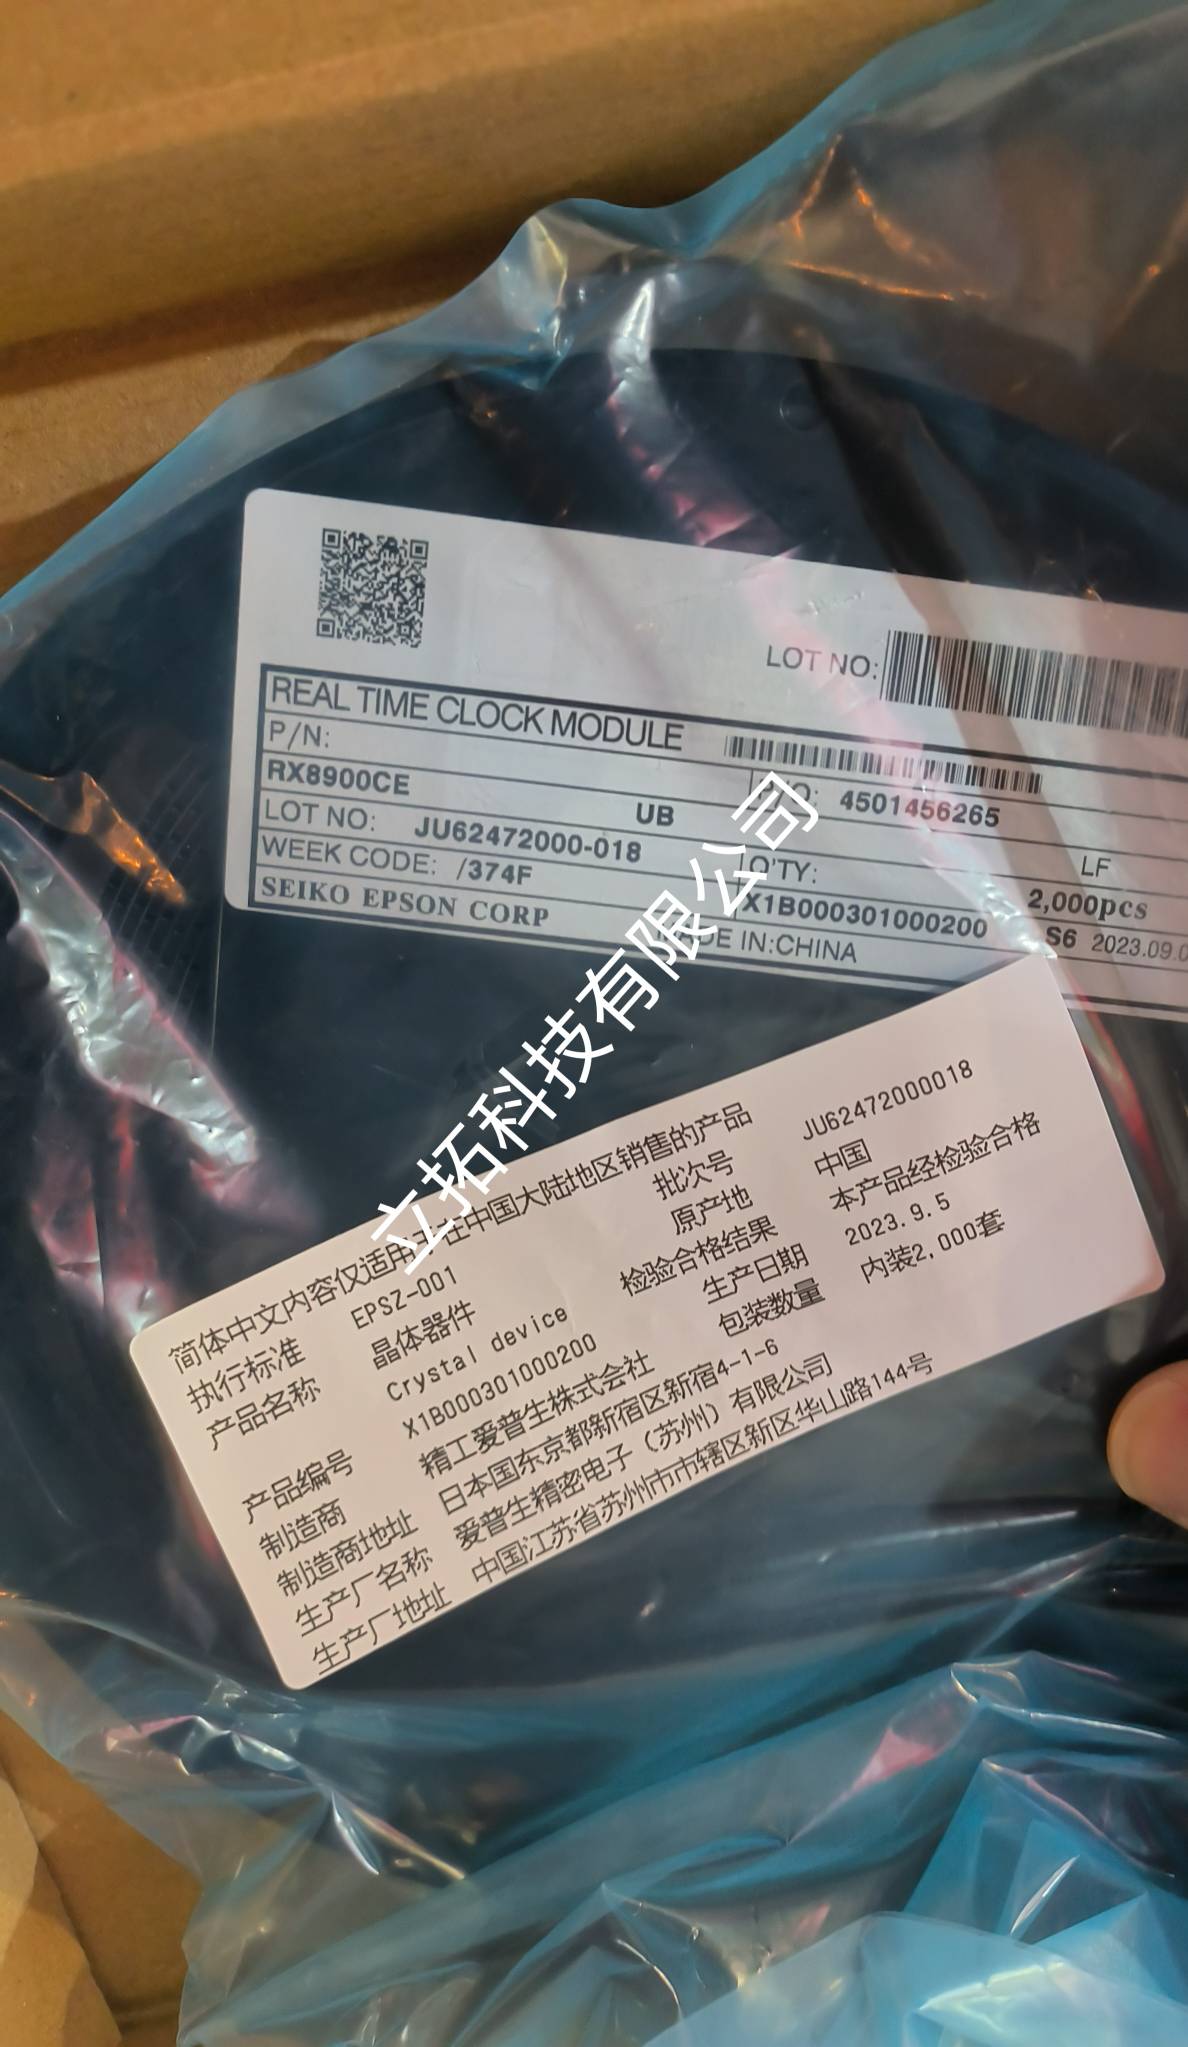 LOT NO:
REAL TIME CLOCK MODULE
P/N:
RX8900CE UB
4501456265
LOT NO: JU62472000-018
LF
WEEK CODE: /374F
Q'TY: 2,000pcs
SEIKO EPSON CORP
X1B000301000200
S6 2023.09.0
MADE IN:CHINA
立拓科技有限公司
简体中文内容仅适用于在中国大陆地区销售的产品
执行标准 EPSZ-001
批次号 JU62472000018
产品名称 晶体器件
原产地 中国
Crystal device
检验合格结果 本产品经检验合格
产品编号 X1B000301000200
生产日期 2023.9.5
制造商 精工爱普生株式会社
包装数量 内装2,000套
制造商地址 日本国东京都新宿区新宿4-1-6
生产厂名称 爱普生精密电子（苏州）有限公司
生产厂地址 中国江苏省苏州市市辖区新区华山路144号